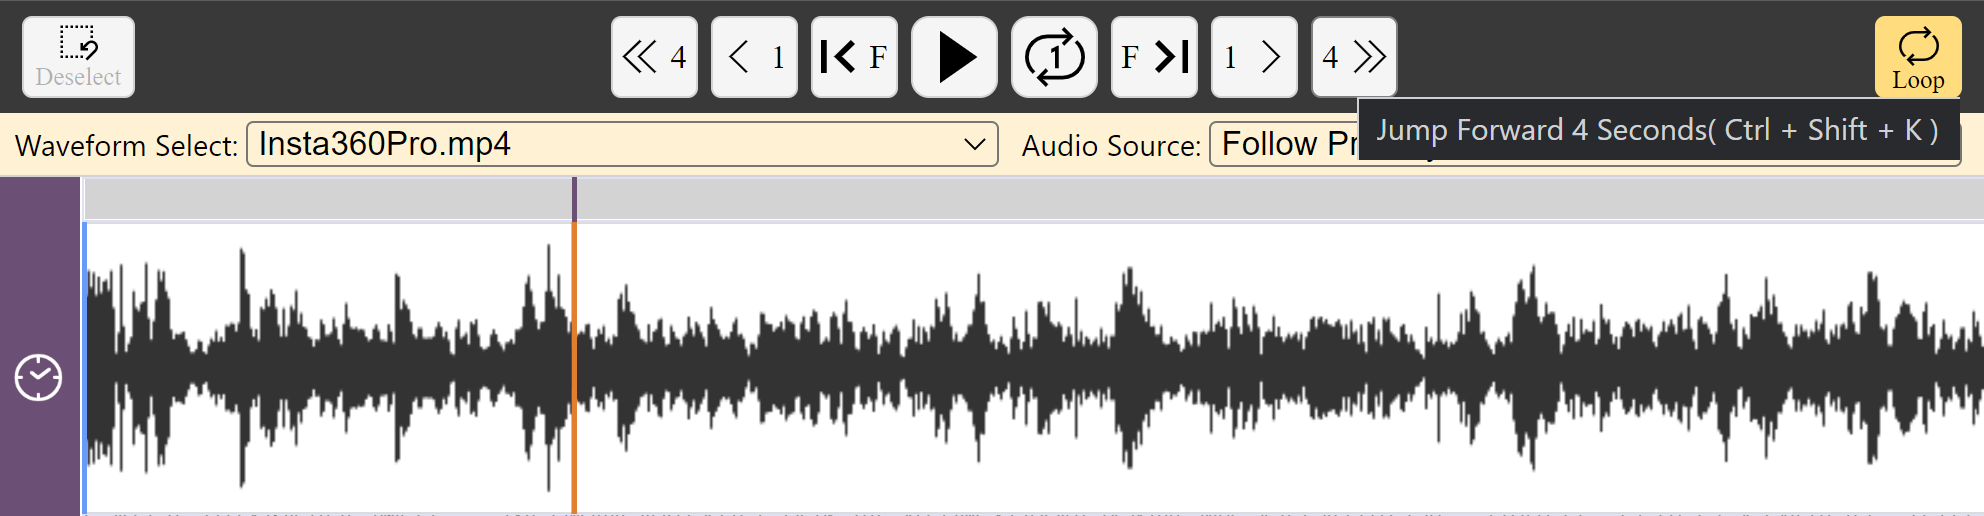 Deselect
4
1
F
1
F
1
4
Loop
Jump Forward 4 Seconds( Ctrl + Shift + K )
Waveform Select: Insta360Pro.mp4
Audio Source: Follow